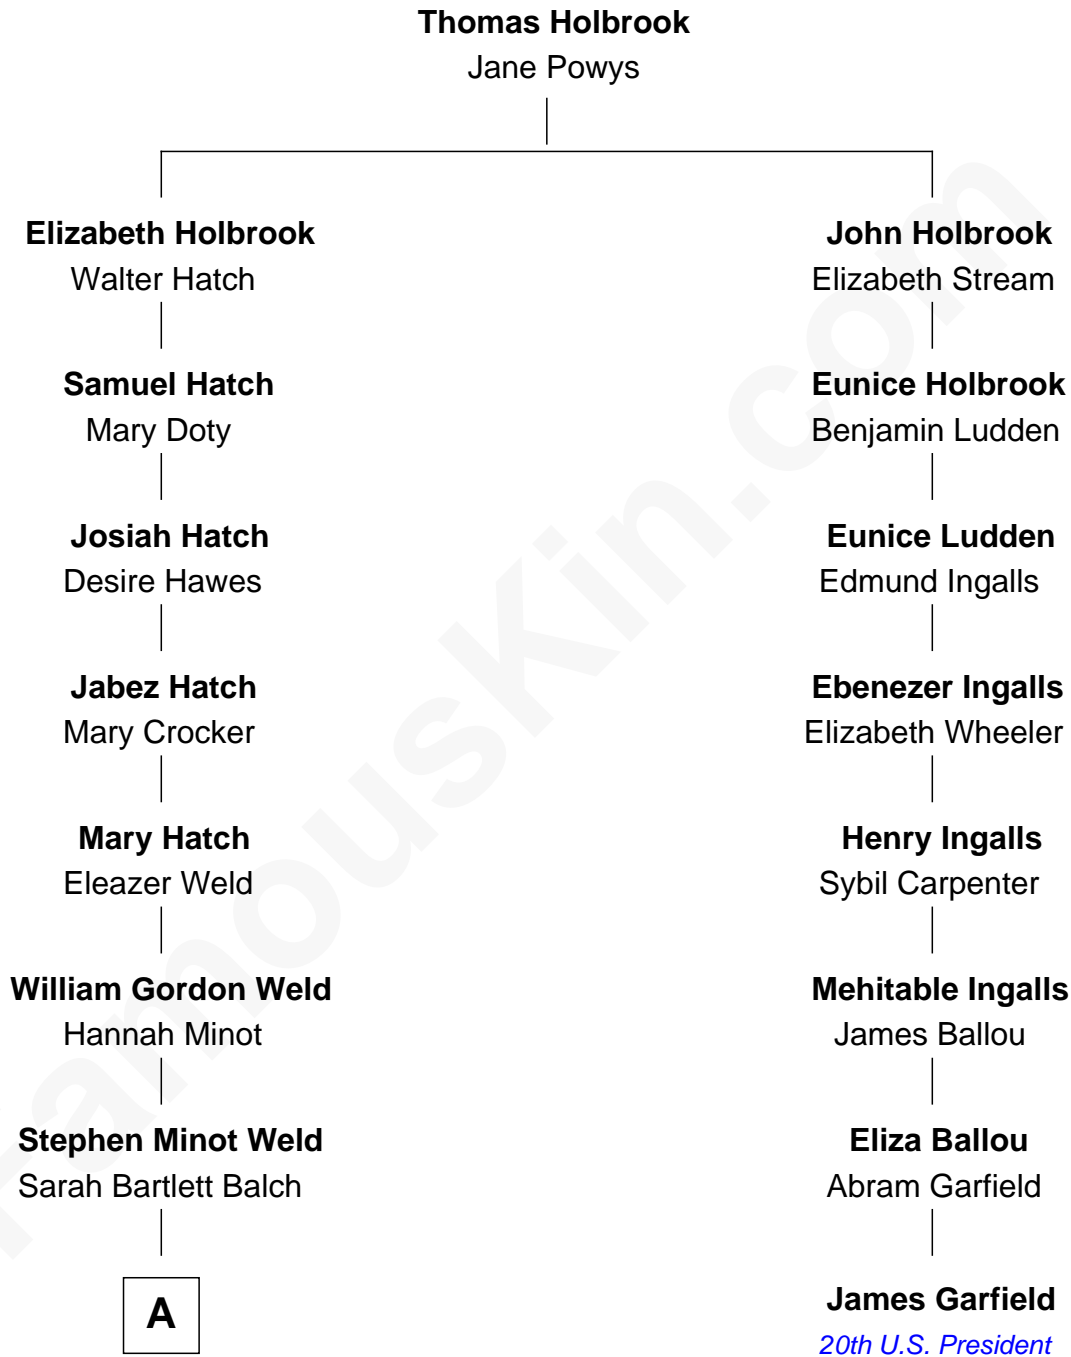 Thomas Holbrook
Jane Powys
Elizabeth Holbrook
Walter Hatch
John Holbrook
Elizabeth Stream
Samuel Hatch
Mary Doty
Eunice Holbrook
Benjamin Ludden
Josiah Hatch
Desire Hawes
Eunice Ludden
Edmund Ingalls
Jabez Hatch
Mary Crocker
Ebenezer Ingalls
Elizabeth Wheeler
Mary Hatch
Eleazer Weld
Henry Ingalls
Sybil Carpenter
William Gordon Weld
Hannah Minot
Mehitable Ingalls
James Ballou
Stephen Minot Weld
Sarah Bartlett Balch
Eliza Ballou
Abram Garfield
A
James Garfield
20th U.S. President
FamousKin.com